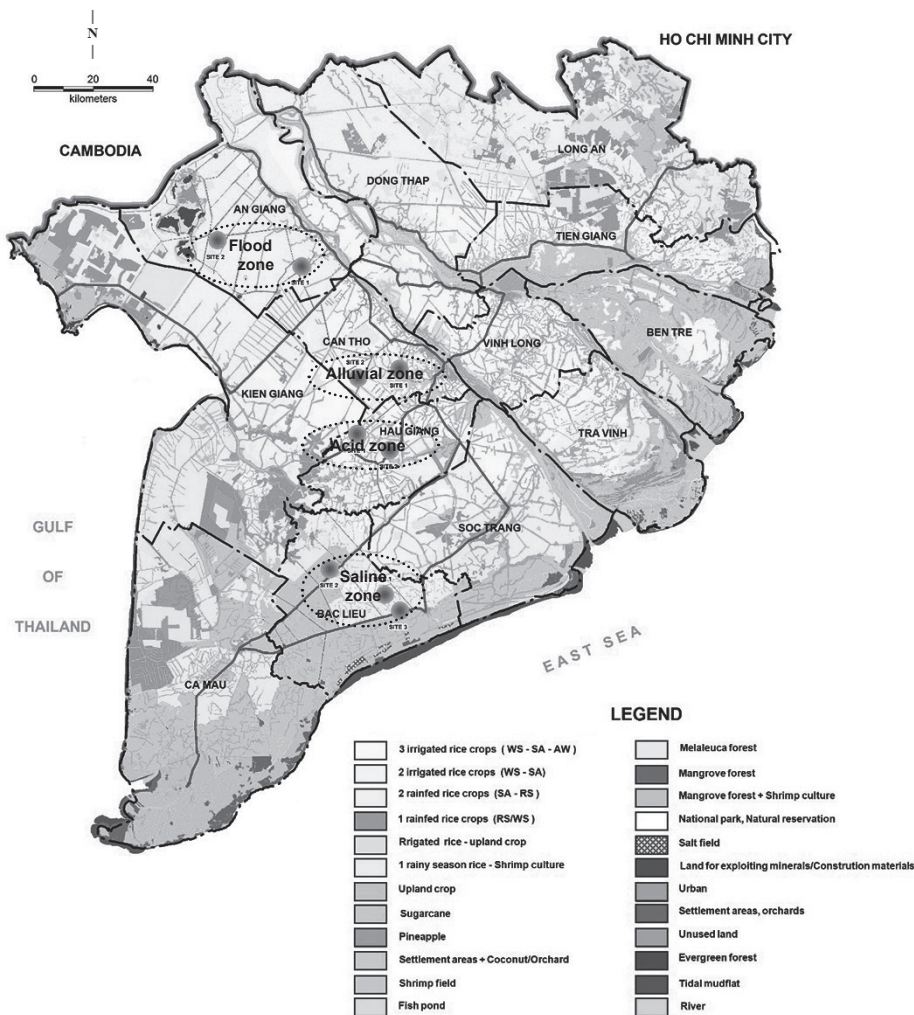 N
HO CHI MINH CITY
0 20 40
kilometers
CAMBODIA
LONG AN
DONG THAP
AN GIANG
TIEN GIANG
Flood
zone
SITE 2
SITE 1
BEN TRE
CAN THO
VINH LONG
SITE 2
Alluvial zone
SITE 1
KIEN GIANG
TRA VINH
HAU GIANG
Acid zone
SITE 2
GULF
OF
THAILAND
SOC TRANG
Saline
zone
SITE 2
BAC LIEU
SITE 3
EAST SEA
CA MAU
LEGEND
3 irrigated rice crops ( WS - SA - AW )
2 irrigated rice crops (WS - SA)
2 rainfed rice crops (SA - RS)
1 rainfed rice crops (RS/WS)
Rrigated rice - upland crop
1 rainy season rice - Shrimp culture
Upland crop
Sugarcane
Pineapple
Settlement areas + Coconut/Orchard
Shrimp field
Fish pond
Melaleuca forest
Mangrove forest
Mangrove forest + Shrimp culture
National park, Natural reservation
Salt field
Land for exploiting minerals/Constrution materials
Urban
Settlement areas, orchards
Unused land
Evergreen forest
Tidal mudflat
River